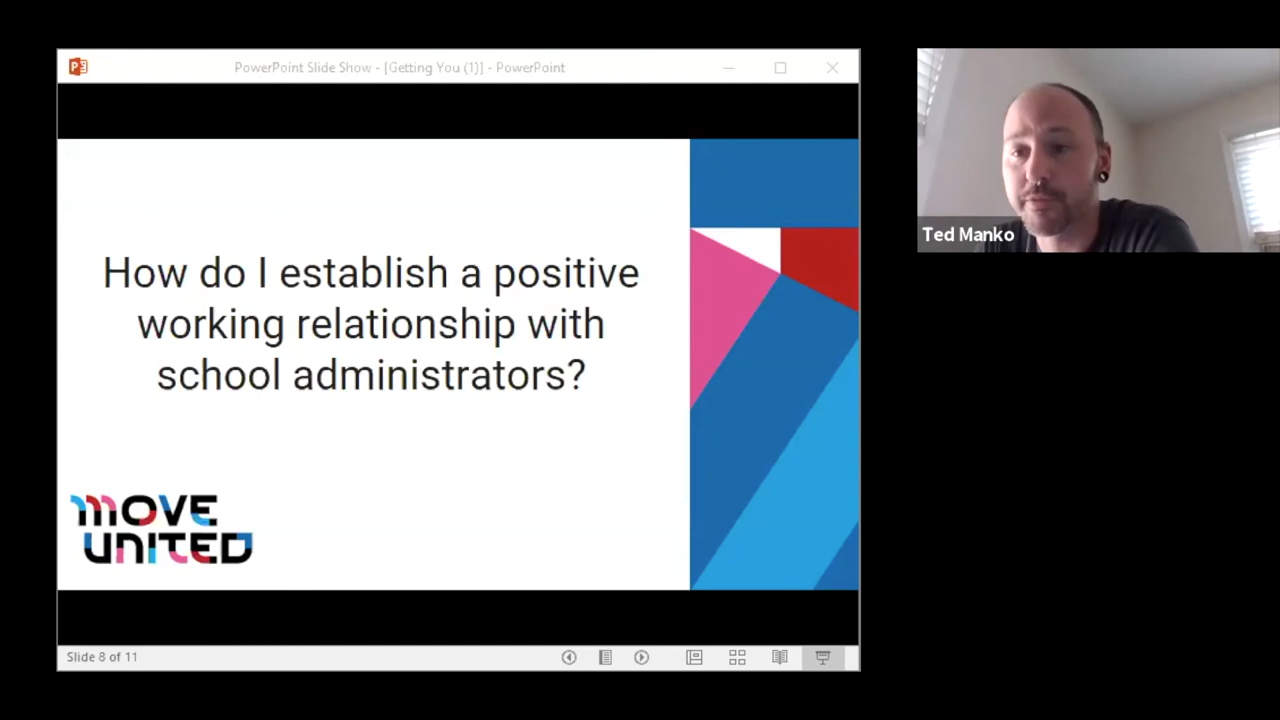 PowerPoint Slide Show - [Getting You (1)] - PowerPoint
How do I establish a positive
working relationship with
school administrators?
MOVE
UNITED
Slide 8 of 11
Ted Manko